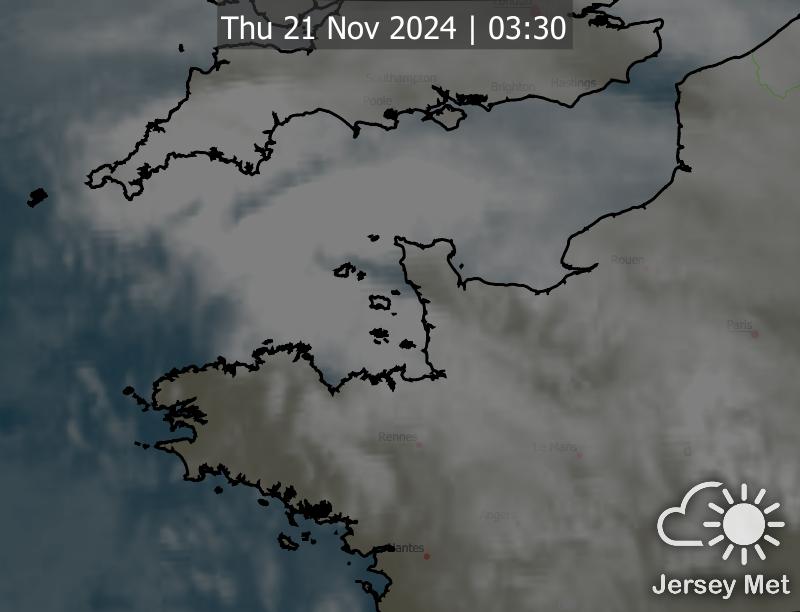 London
Thu 21 Nov 2024 | 03:30
Southampton
Brighton
Hastings
Poole
Rouen
Paris
Rennes
Le Mans
Angers
Nantes
Jersey Met